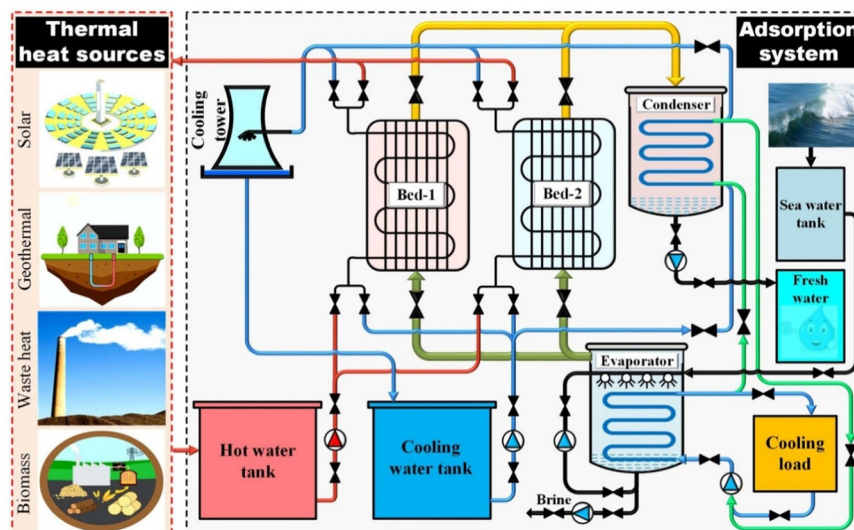 Thermal
heat sources
Solar
Geothermal
Waste heat
Biomass
Adsorption
system
Cooling
tower
Bed-1
Bed-2
Condenser
Sea water
tank
Fresh
water
Evaporator
Hot water
tank
Cooling
water tank
Cooling
load
Brine